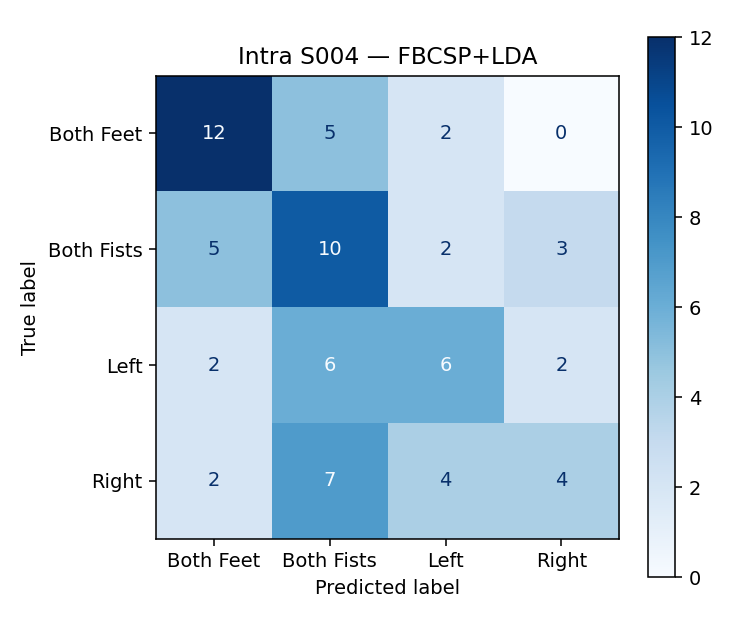 Intra S004 — FBCSP+LDA
True label
Both Feet 12 5 2 0
Both Fists 5 10 2 3
Left 2 6 6 2
Right 2 7 4 4
Both Feet Both Fists Left Right
Predicted label
12
10
8
6
4
2
0